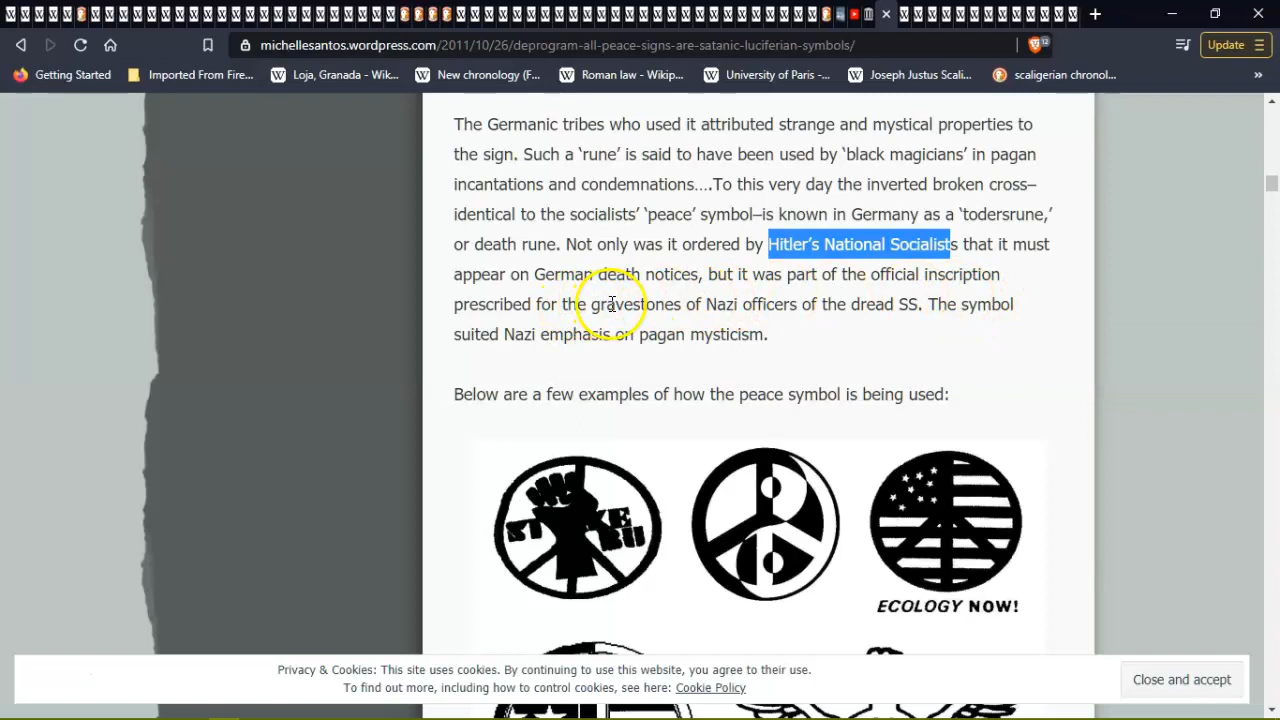 michellesantos.wordpress.com/2011/10/26/deprogram-all-peace-signs-are-satanic-luciferian-symbols/
12
Update
Getting Started
Imported From Fire...
Loja, Granada - Wik...
New chronology (F...
Roman law - Wikip...
University of Paris -...
Joseph Justus Scali...
scaligerian chronol...
»
The Germanic tribes who used it attributed strange and mystical properties to
the sign. Such a ‘rune’ is said to have been used by ‘black magicians’ in pagan
incantations and condemnations….To this very day the inverted broken cross–
identical to the socialists’ ‘peace’ symbol–is known in Germany as a ‘todersrune,’
or death rune. Not only was it ordered by Hitler’s National Socialists that it must
appear on German death notices, but it was part of the official inscription
prescribed for the gravestones of Nazi officers of the dread SS. The symbol
suited Nazi emphasis on pagan mysticism.
Below are a few examples of how the peace symbol is being used:
ECOLOGY NOW!
Privacy & Cookies: This site uses cookies. By continuing to use this website, you agree to their use.
To find out more, including how to control cookies, see here: Cookie Policy
Close and accept